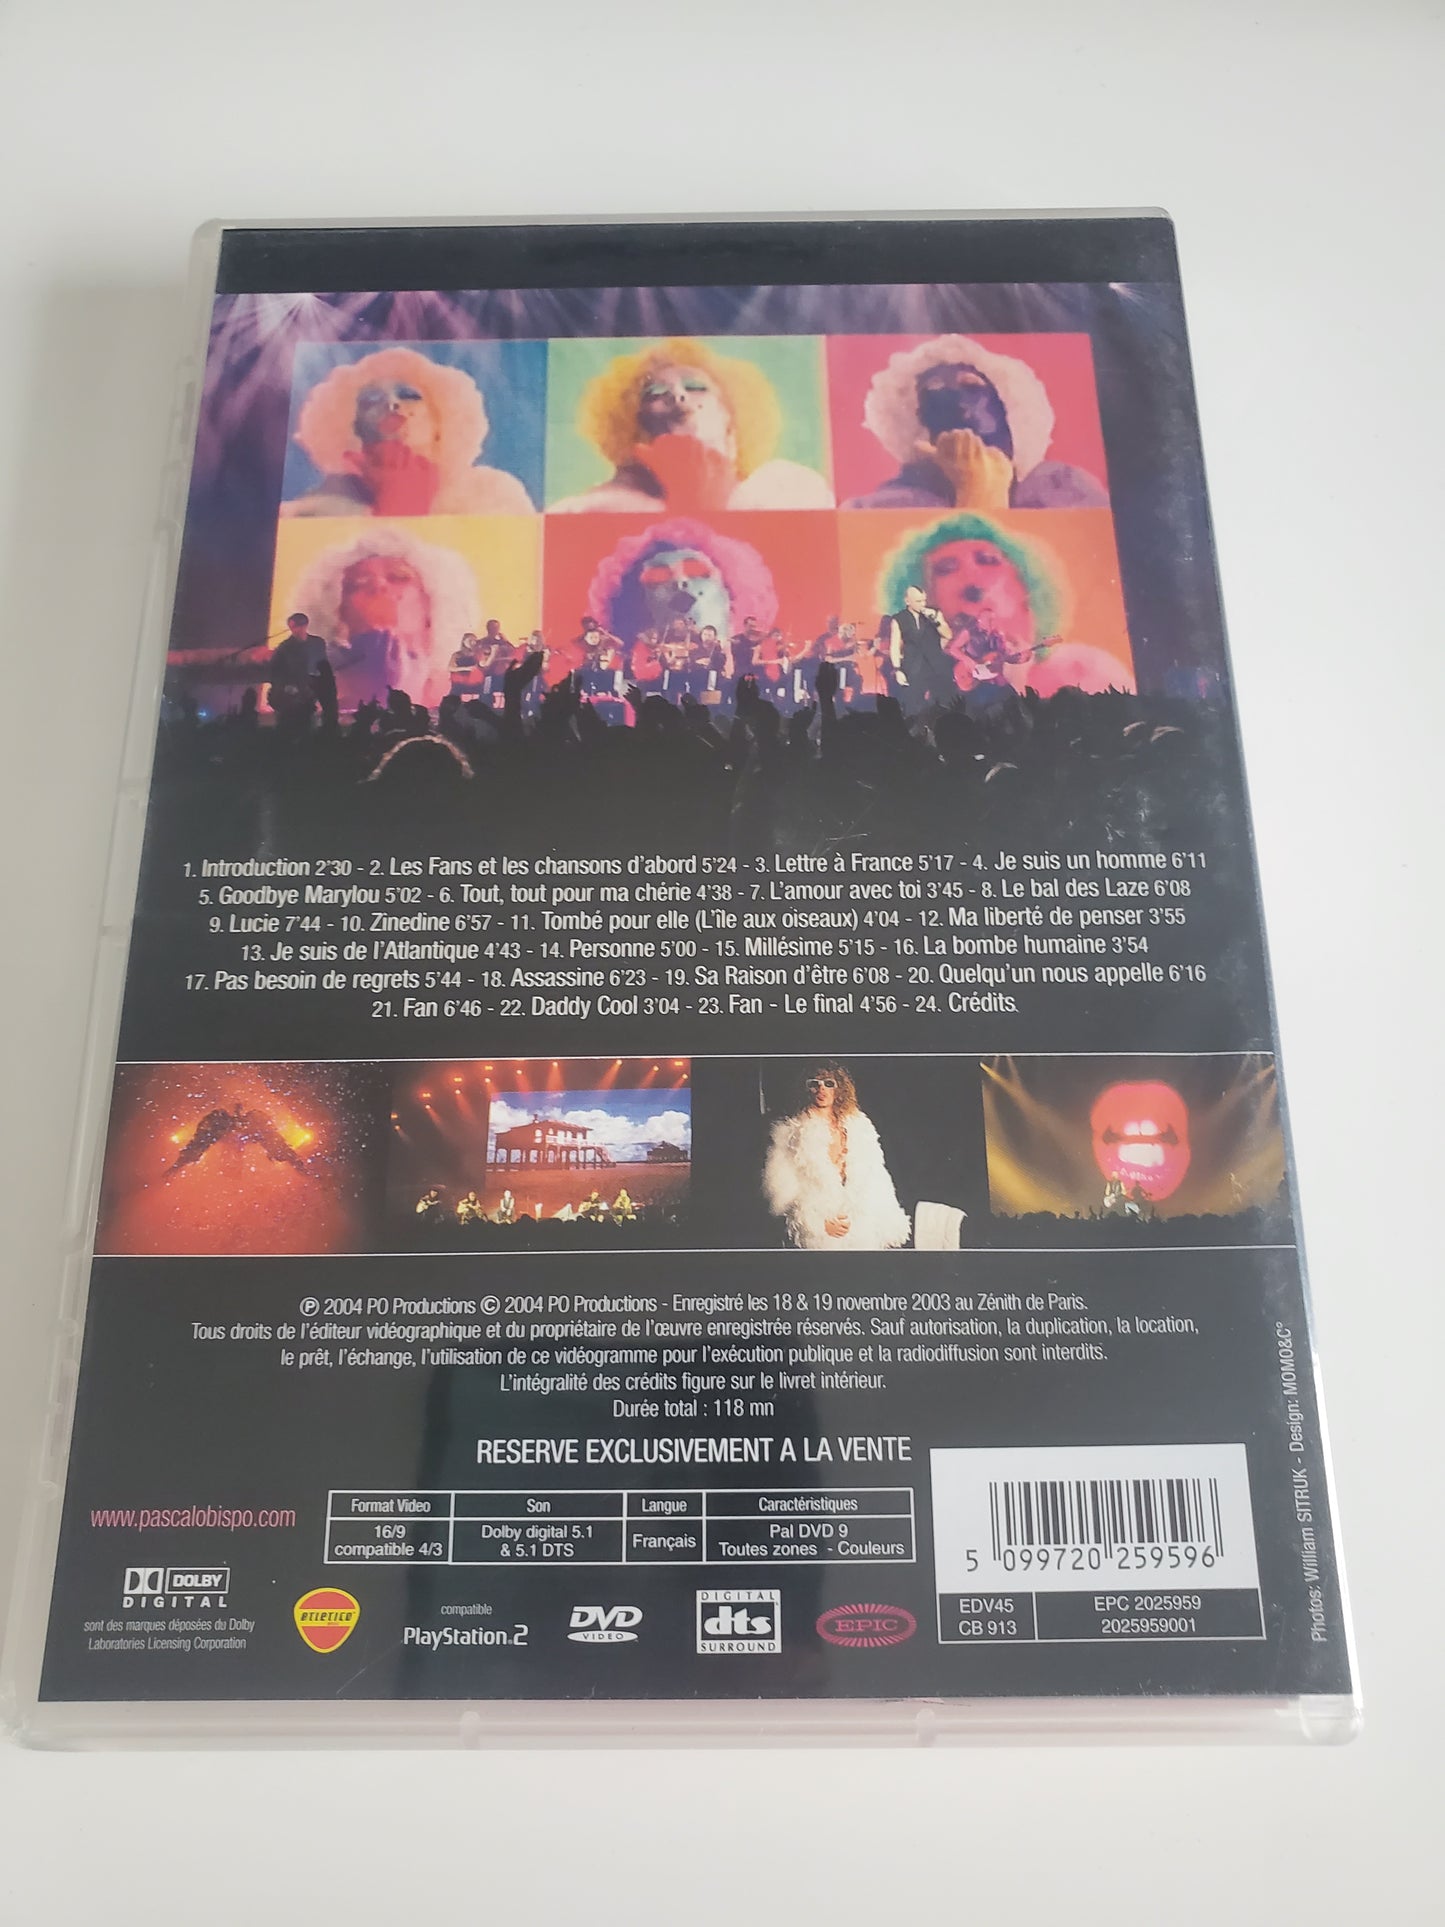 1. Introduction 2'30 - 2. Les Fans et les chansons d'abord 5'24 - 3. Lettre à France 5'17 - 4. Je suis un homme 6'11
5. Goodbye Marylou 5'02 - 6. Tout, tout pour ma chérie 4'38 - 7. L'amour avec toi 3'45 - 8. Le bal des Laze 6'08
9. Lucie 7'44 - 10. Zinedine 6'57 - 11. Tombé pour elle (L'île aux oiseaux) 4'04 - 12. Ma liberté de penser 3'55
13. Je suis de l'Atlantique 4'43 - 14. Personne 5'00 - 15. Millésime 5'15 - 16. La bombe humaine 3'54
17. Pas besoin de regrets 5'44 - 18. Assassine 6'23 - 19. Sa Raison d'être 6'08 - 20. Quelqu'un nous appelle 6'16
21. Fan 6'46 - 22. Daddy Cool 3'04 - 23. Fan - Le final 4'56 - 24. Crédits
℗ 2004 PO Productions © 2004 PO Productions - Enregistré les 18 & 19 novembre 2003 au Zénith de Paris.
Tous droits de l'éditeur vidéographique et du propriétaire de l'œuvre enregistrée réservés. Sauf autorisation, la duplication, la location,
le prêt, l'échange, l'utilisation de ce vidéogramme pour l'exécution publique et la radiodiffusion sont interdits.
L'intégralité des crédits figure sur le livret intérieur.
Durée total : 118 mn
RESERVE EXCLUSIVEMENT A LA VENTE
www.pascalobispo.com
Format Video Son Langue Caractéristiques
16/9 Dolby digital 5.1 Français Pal DVD 9
compatible 4/3 & 5.1 DTS Toutes zones - Couleurs
5 099720 259596
EDV45 EPC 2025959
CB 913 2025959001
DOLBY
DIGITAL
sont des marques déposées du Dolby
Laboratories Licensing Corporation
ATLETICO
compatible
PlayStation.2
DVD
VIDEO
DIGITAL
dts
SURROUND
EPIC
Photos: William SITRUK - Design: MOMO&C°